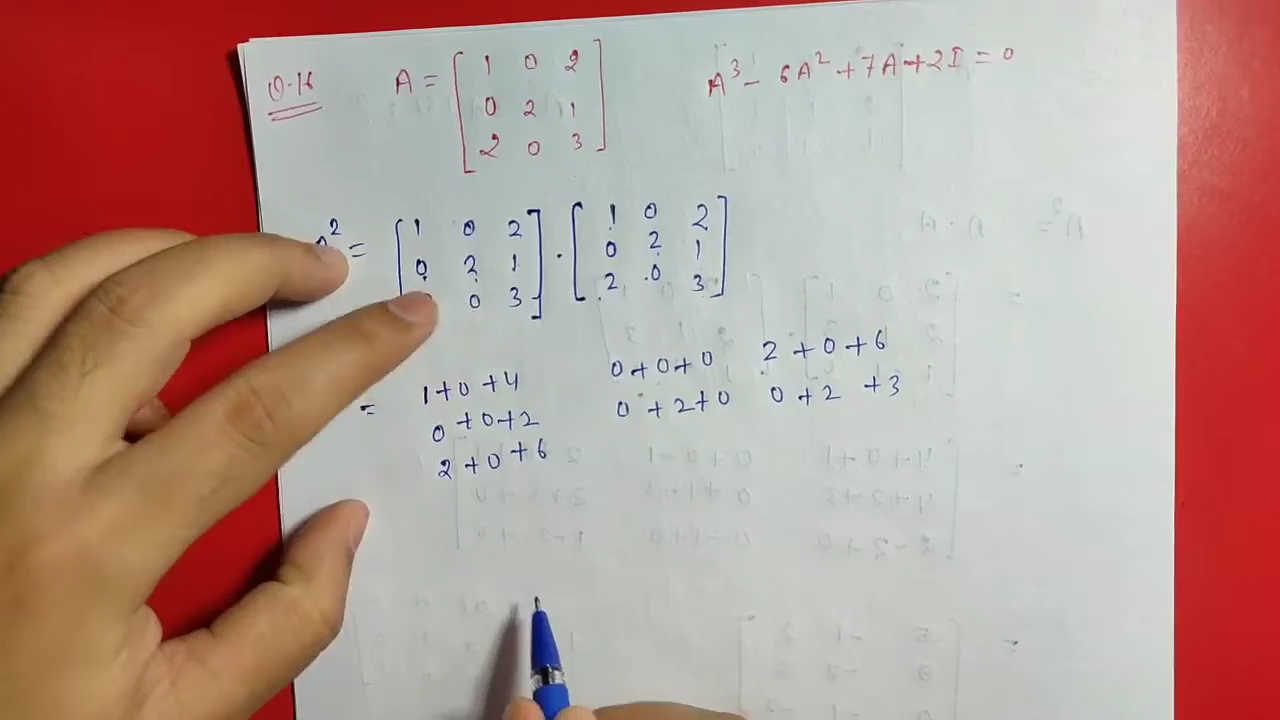 Q.16 A = [ 1 0 2 A³ - 6A² + 7A + 2I = 0
0 2 1
2 0 3 ]
A² = [ 1 0 2 ] . [ 1 0 2 ]
0 2 1 0 2 1
0 3 2 0 3
= 1+0+4 0+0+0 2+0+6
0+0+2 0+2+0 0+2+3
2+0+6